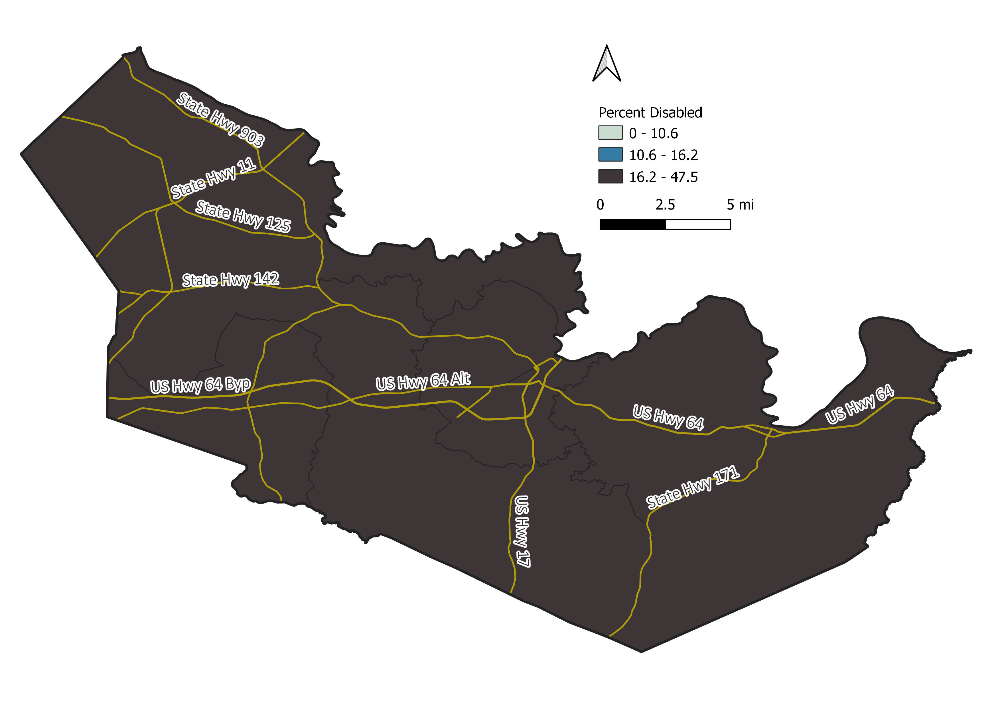 State Hwy 903
Percent Disabled
0 - 10.6
10.6 - 16.2
16.2 - 47.5
0 2.5 5 mi
State Hwy 11
State Hwy 125
State Hwy 142
US Hwy 64 Byp
US Hwy 64 Alt
US Hwy 64
US Hwy 64
State Hwy 171
US Hwy 17